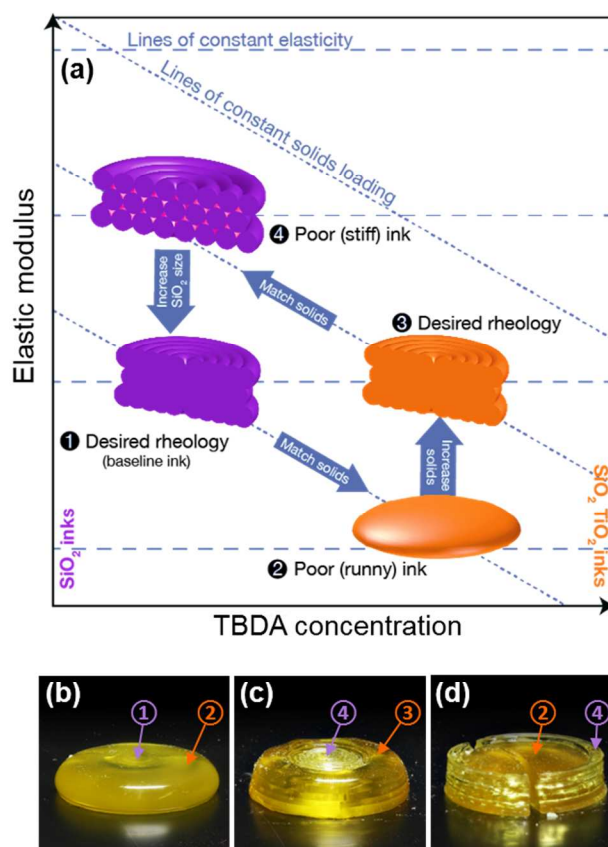 Lines of constant elasticity
(a)
Lines of constant solids loading
❹ Poor (stiff) ink
Increase
SiO₂ size
Match solids
❸ Desired rheology
❶ Desired rheology
(baseline ink)
Match solids
Increase
solids
❷ Poor (runny) ink
SiO₂ inks
SiO₂ TiO₂ inks
Elastic modulus
TBDA concentration
(b)
① ②
(c)
④ ③
(d)
② ④